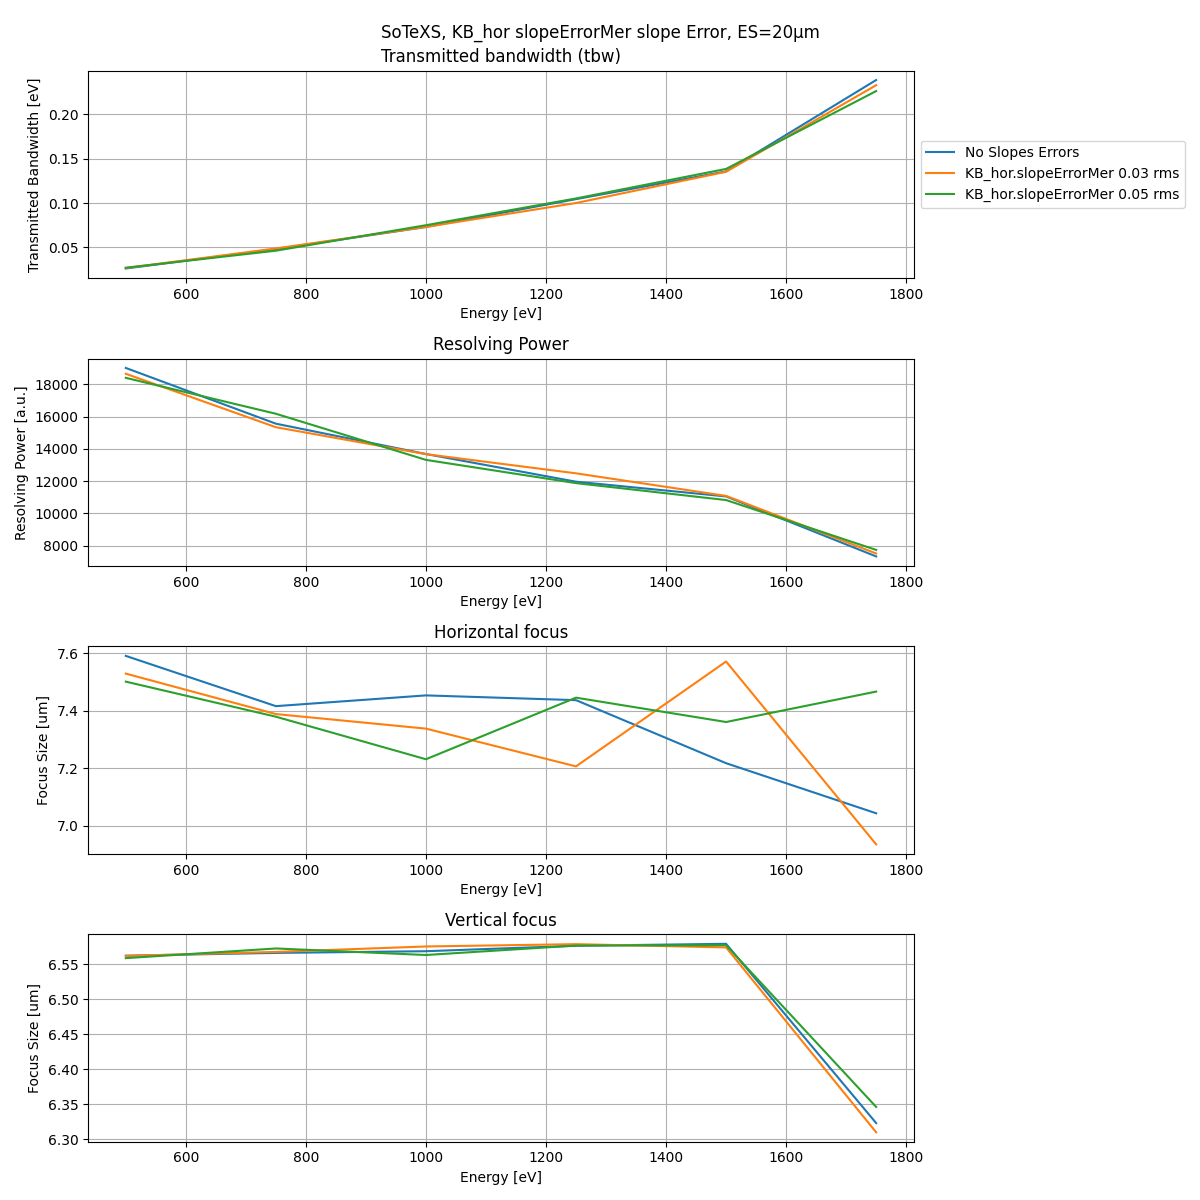 SoTeXS, KB_hor slopeErrorMer slope Error, ES=20μm
Transmitted bandwidth (tbw)
Transmitted Bandwidth [eV]
0.20
0.15
0.10
0.05
600 800 1000 1200 1400 1600 1800
Energy [eV]
No Slopes Errors
KB_hor.slopeErrorMer 0.03 rms
KB_hor.slopeErrorMer 0.05 rms
Resolving Power
Resolving Power [a.u.]
18000
16000
14000
12000
10000
8000
600 800 1000 1200 1400 1600 1800
Energy [eV]
Horizontal focus
Focus Size [um]
7.6
7.4
7.2
7.0
600 800 1000 1200 1400 1600 1800
Energy [eV]
Vertical focus
Focus Size [um]
6.55
6.50
6.45
6.40
6.35
6.30
600 800 1000 1200 1400 1600 1800
Energy [eV]